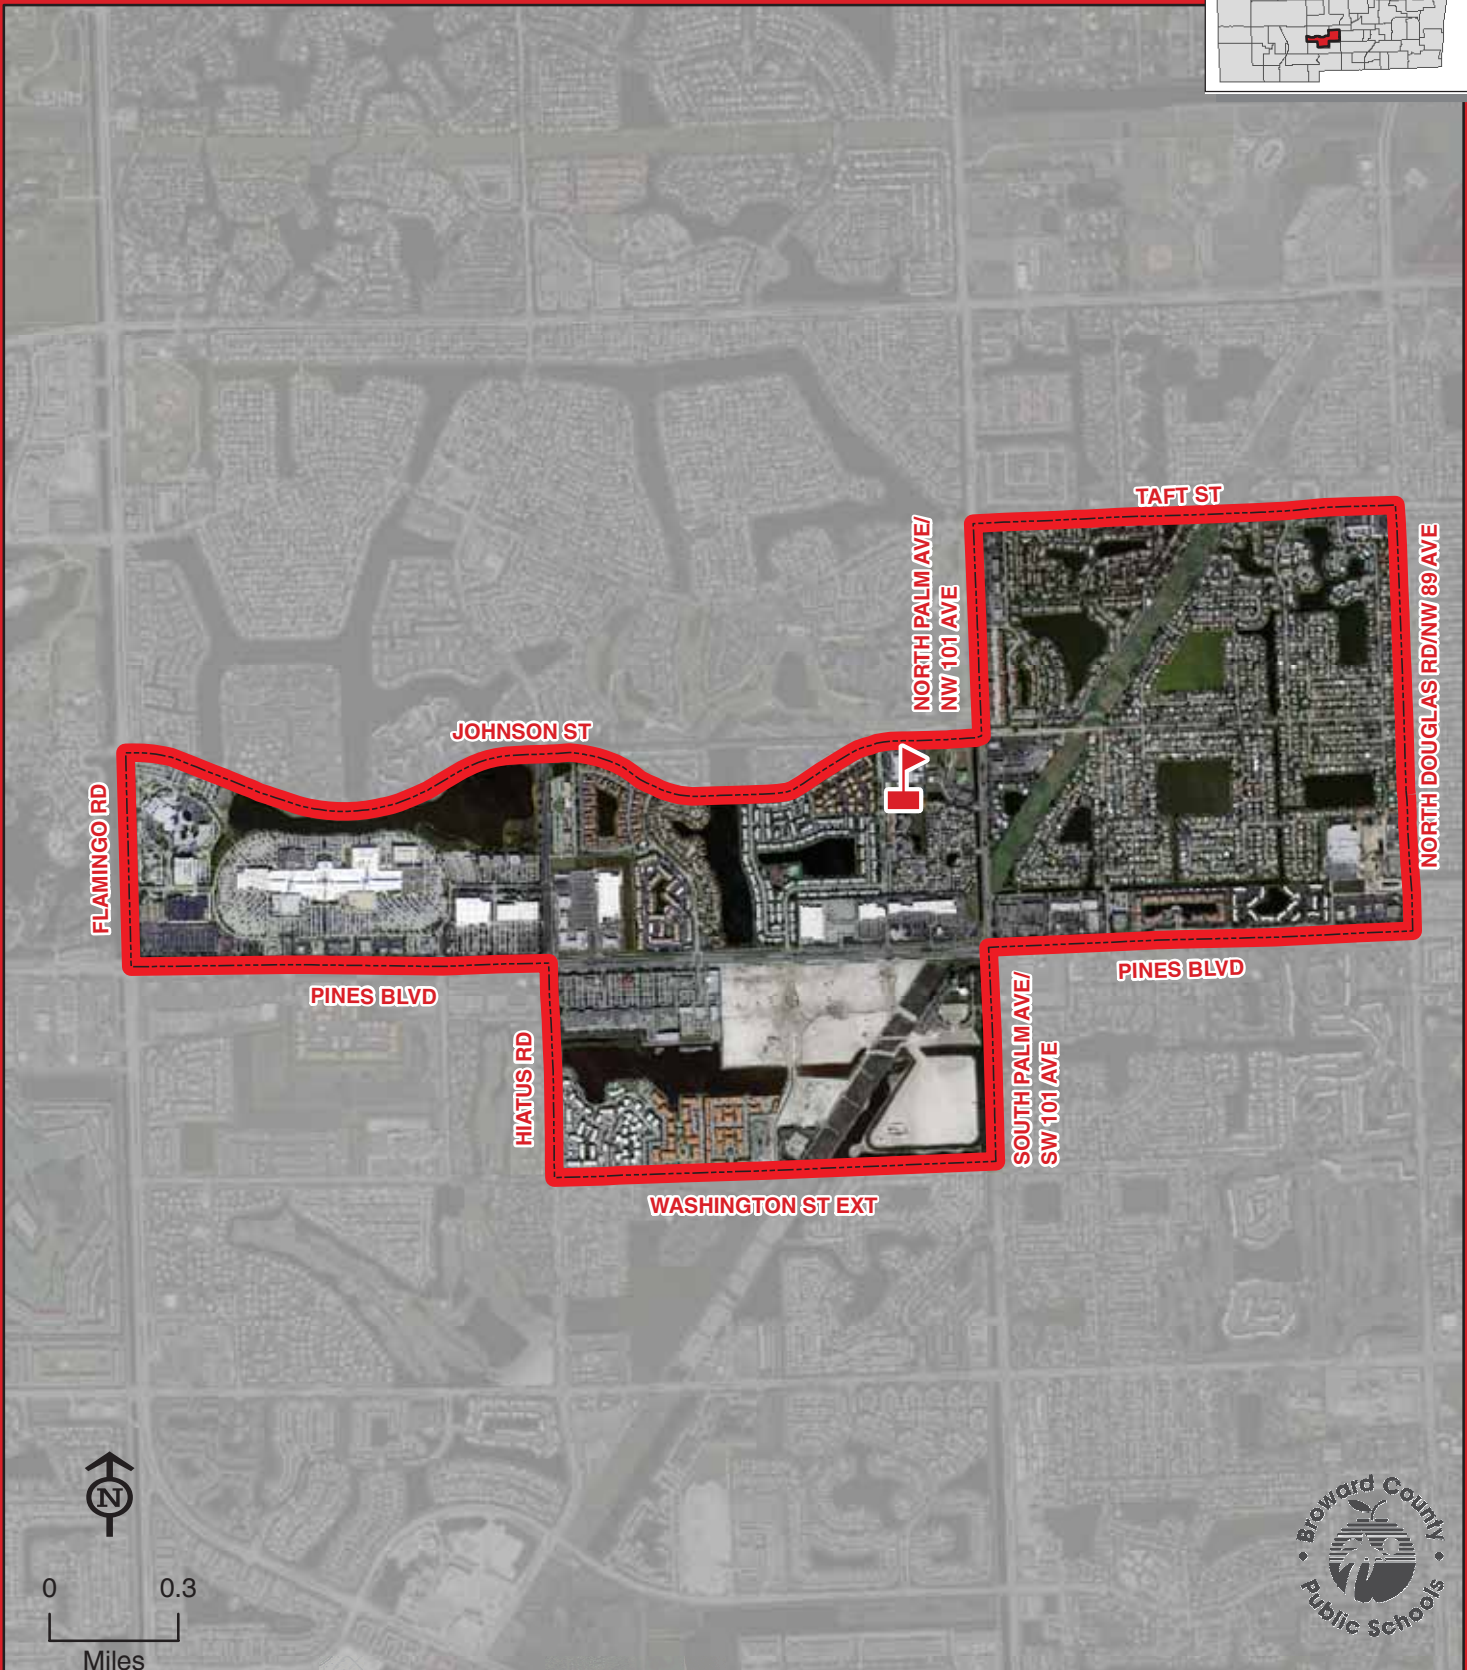 TAFT ST
NORTH PALM AVE/
NW 101 AVE
NORTH DOUGLAS RD/NW 89 AVE
JOHNSON ST
FLAMINGO RD
PINES BLVD
PINES BLVD
HIATUS RD
SOUTH PALM AVE/
SW 101 AVE
WASHINGTON ST EXT
N
0 0.3
Miles
Broward County
Public Schools